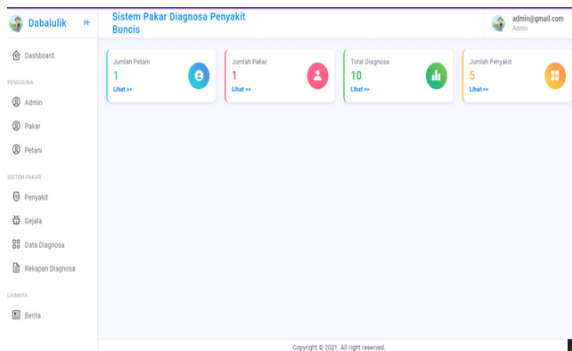 Dabalulik
Sistem Pakar Diagnosa Penyakit
Buncis
admin@gmail.com
Admin
Dashboard
PENGGUNA
Admin
Pakar
Petani
SISTEM PAKAR
Penyakit
Gejala
Data Diagnosa
Rekapan Diagnosa
LAINNYA
Berita
Jumlah Petani
1
Lihat >>
Jumlah Pakar
1
Lihat >>
Total Diagnosa
10
Lihat >>
Jumlah Penyakit
5
Lihat >>
Copyright © 2021. All right reserved.